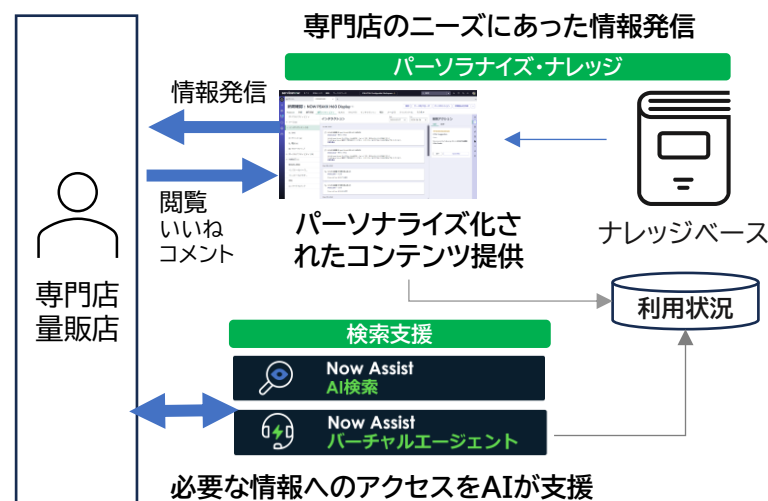 専門店のニーズにあった情報発信
パーソラナイズ・ナレッジ
情報発信
閲覧
いいね
コメント
パーソナライズ化さ
れたコンテンツ提供
ナレッジベース
専門店
量販店
利用状況
検索支援
Now Assist
AI検索
Now Assist
バーチャルエージェント
必要な情報へのアクセスをAIが支援